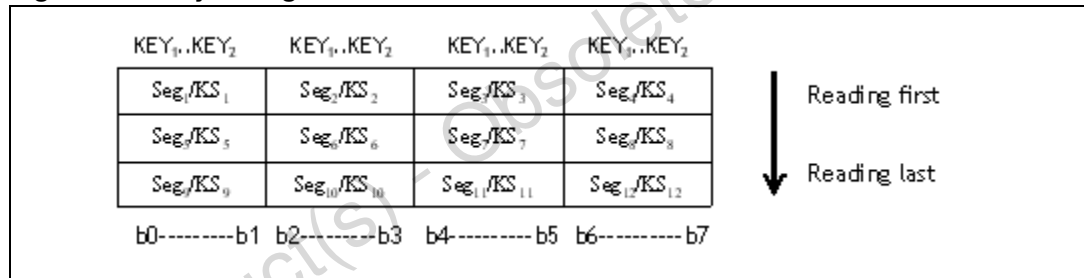 KEY₁..KEY₂ KEY₁..KEY₂ KEY₁..KEY₂ KEY₁..KEY₂
Seg₁/KS₁ Seg₂/KS₂ Seg₃/KS₃ Seg₄/KS₄
Reading first
Seg₅/KS₅ Seg₆/KS₆ Seg₇/KS₇ Seg₈/KS₈
Seg₉/KS₉ Seg₁₀/KS₁₀ Seg₁₁/KS₁₁ Seg₁₂/KS₁₂
Reading last
b0---------b1 b2---------b3 b4----------b5 b6-----------b7